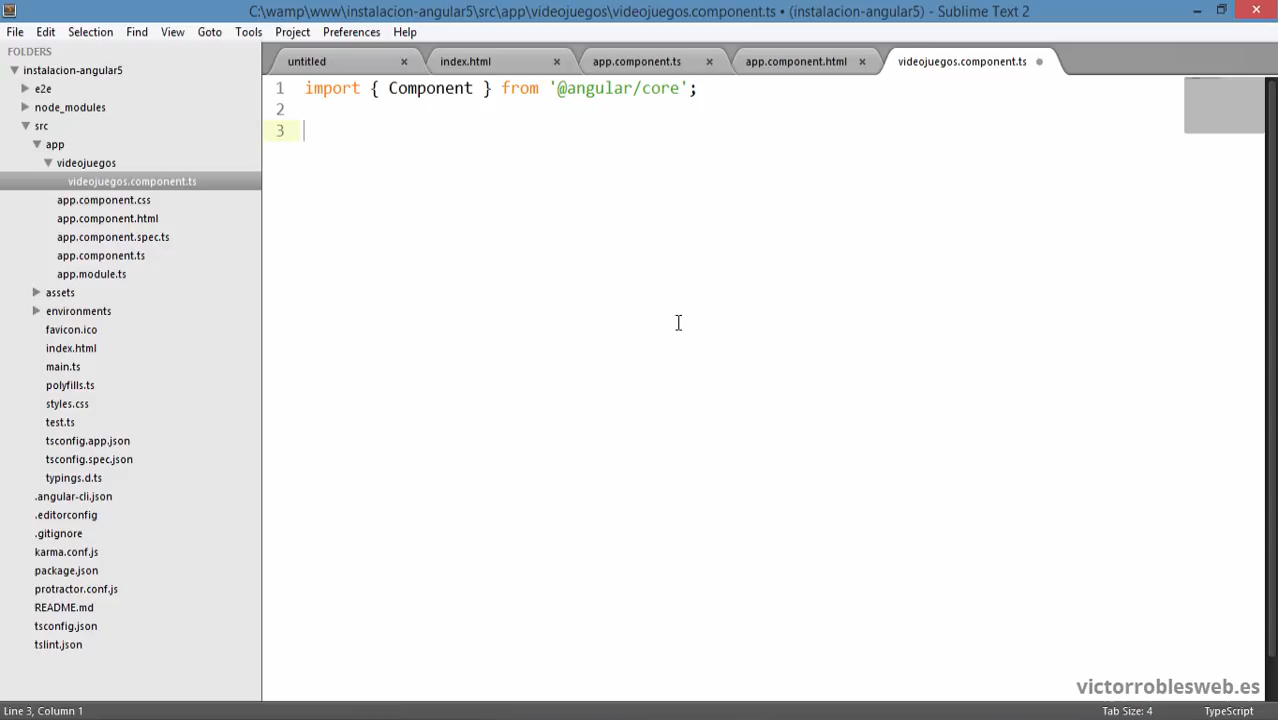 C:\wamp\www\instalacion-angular5\src\app\videojuegos\videojuegos.component.ts • (instalacion-angular5) - Sublime Text 2
File Edit Selection Find View Goto Tools Project Preferences Help
FOLDERS
instalacion-angular5
e2e
node_modules
src
app
videojuegos
videojuegos.component.ts
app.component.css
app.component.html
app.component.spec.ts
app.component.ts
app.module.ts
assets
environments
favicon.ico
index.html
main.ts
polyfills.ts
styles.css
test.ts
tsconfig.app.json
tsconfig.spec.json
typings.d.ts
.angular-cli.json
.editorconfig
.gitignore
karma.conf.js
package.json
protractor.conf.js
README.md
tsconfig.json
tslint.json
untitled index.html app.component.ts app.component.html videojuegos.component.ts
1 import { Component } from '@angular/core';
2
3
victorroblesweb.es
Line 3, Column 1 Tab Size: 4 TypeScript